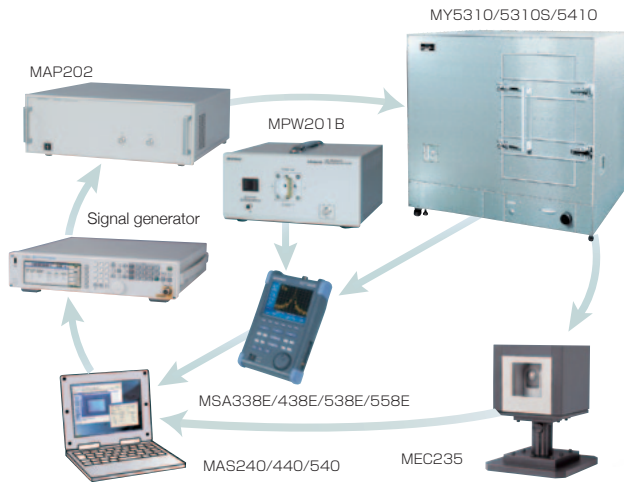 MY5310/5310S/5410
MAP202
MPW201B
Signal generator
MSA338E/438E/538E/558E
MAS240/440/540
MEC235